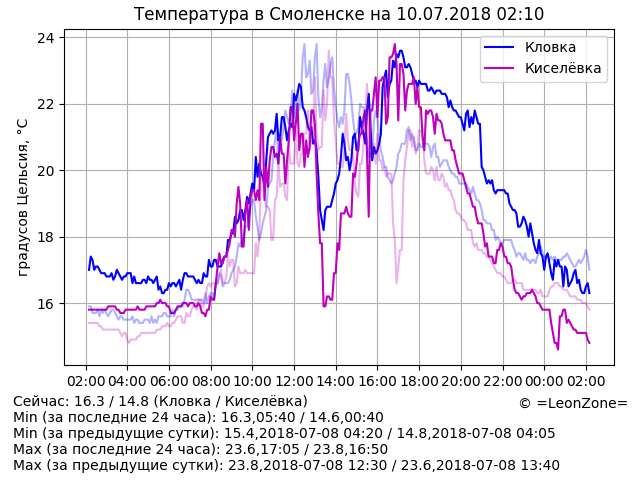 Температура в Смоленске на 10.07.2018 02:10
градусов Цельсия, °C
24
22
20
18
16
Кловка
Киселёвка
02:00 04:00 06:00 08:00 10:00 12:00 14:00 16:00 18:00 20:00 22:00 00:00 02:00
Сейчас: 16.3 / 14.8 (Кловка / Киселёвка)
© =LeonZone=
Min (за последние 24 часа): 16.3,05:40 / 14.6,00:40
Min (за предыдущие сутки): 15.4,2018-07-08 04:20 / 14.8,2018-07-08 04:05
Max (за последние 24 часа): 23.6,17:05 / 23.8,16:50
Max (за предыдущие сутки): 23.8,2018-07-08 12:30 / 23.6,2018-07-08 13:40